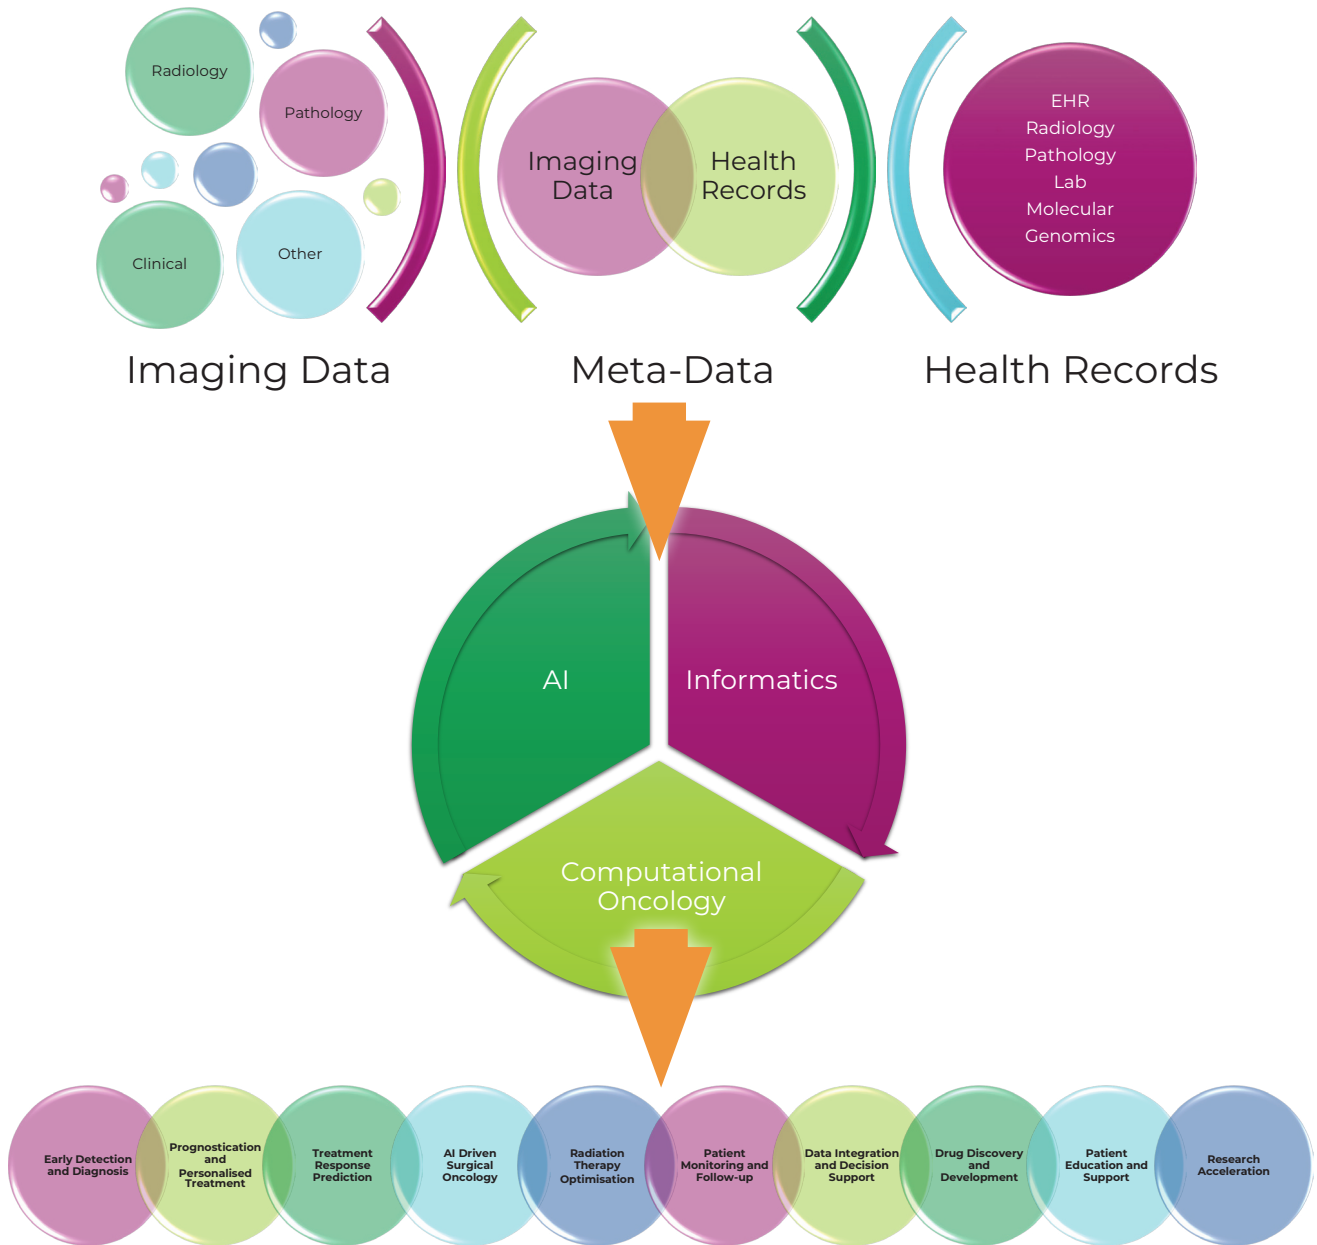 Radiology
Pathology
Clinical
Other
Imaging
Data
Health
Records
EHR
Radiology
Pathology
Lab
Molecular
Genomics
Imaging Data
Meta-Data
Health Records
AI
Informatics
Computational
Oncology
Early Detection
and Diagnosis
Prognostication
and
Personalised
Treatment
Treatment
Response
Prediction
AI Driven
Surgical
Oncology
Radiation
Therapy
Optimisation
Patient
Monitoring and
Follow-up
Data Integration
and Decision
Support
Drug Discovery
and
Development
Patient
Education and
Support
Research
Acceleration